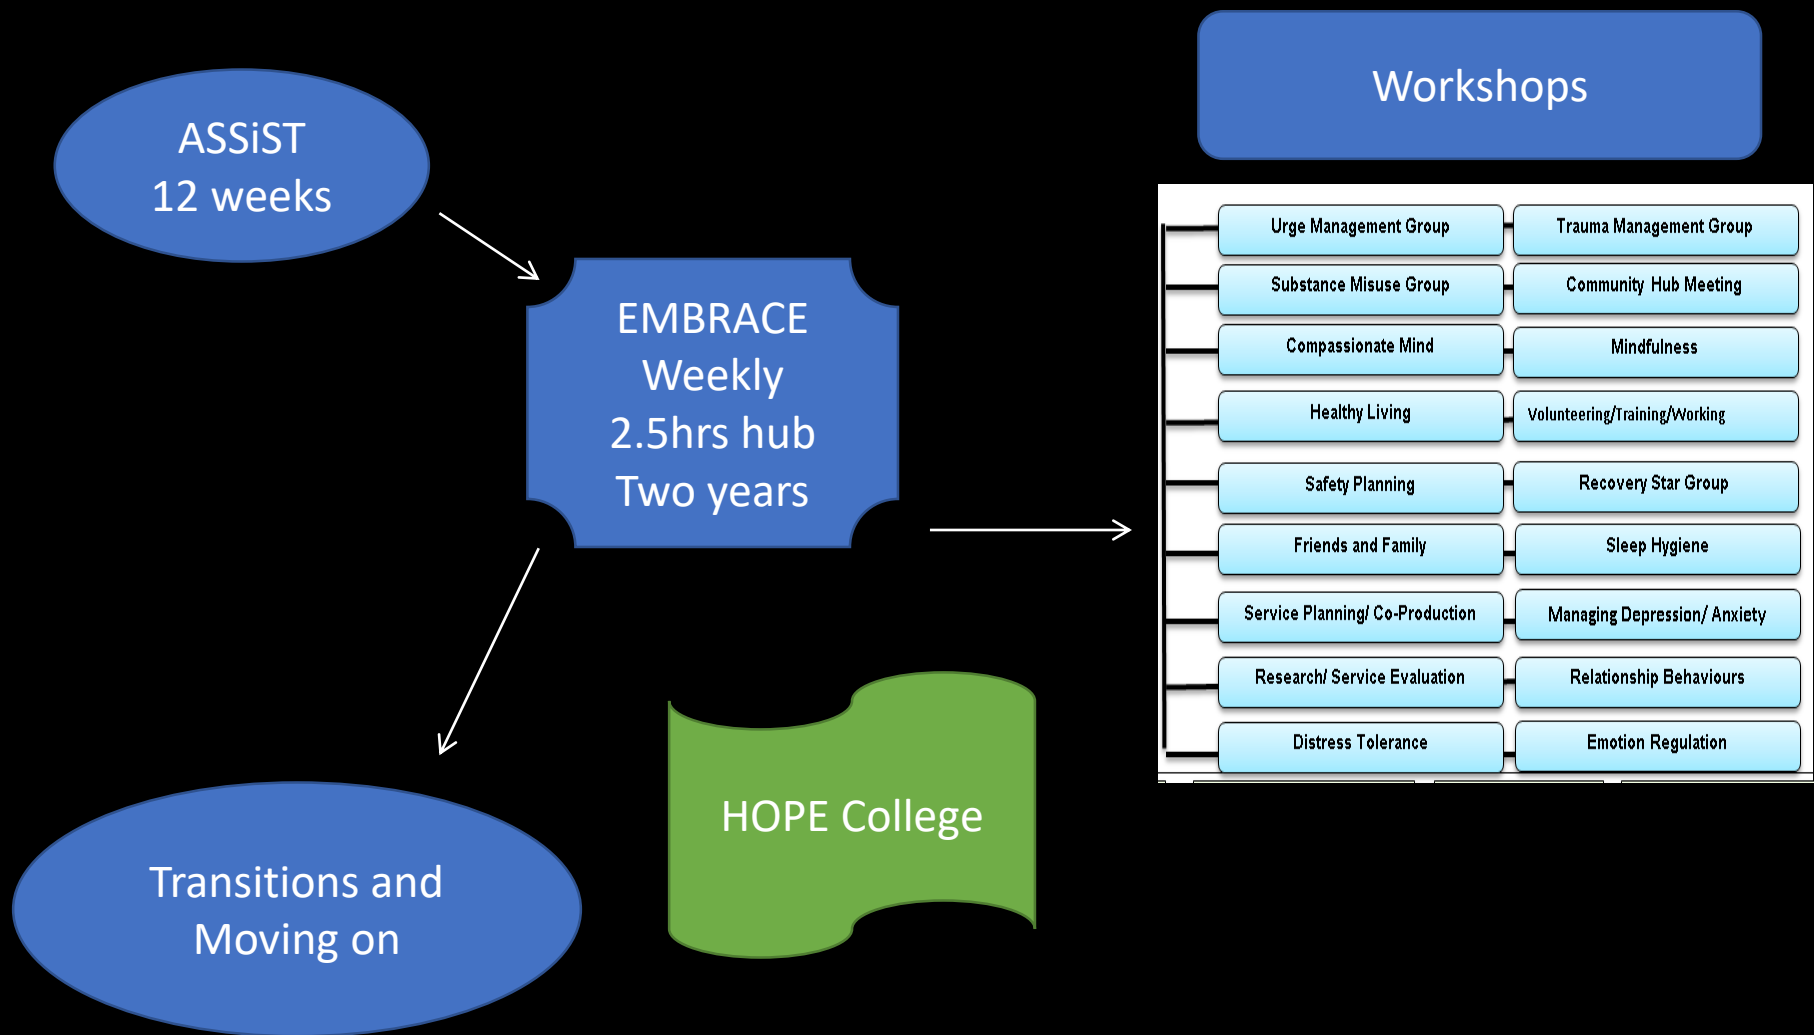 ASSiST
12 weeks
EMBRACE
Weekly
2.5hrs hub
Two years
Transitions and
Moving on
HOPE College
Workshops
Urge Management Group
Trauma Management Group
Substance Misuse Group
Community Hub Meeting
Compassionate Mind
Mindfulness
Healthy Living
Volunteering/Training/Working
Safety Planning
Recovery Star Group
Friends and Family
Sleep Hygiene
Service Planning/ Co-Production
Managing Depression/ Anxiety
Research/ Service Evaluation
Relationship Behaviours
Distress Tolerance
Emotion Regulation